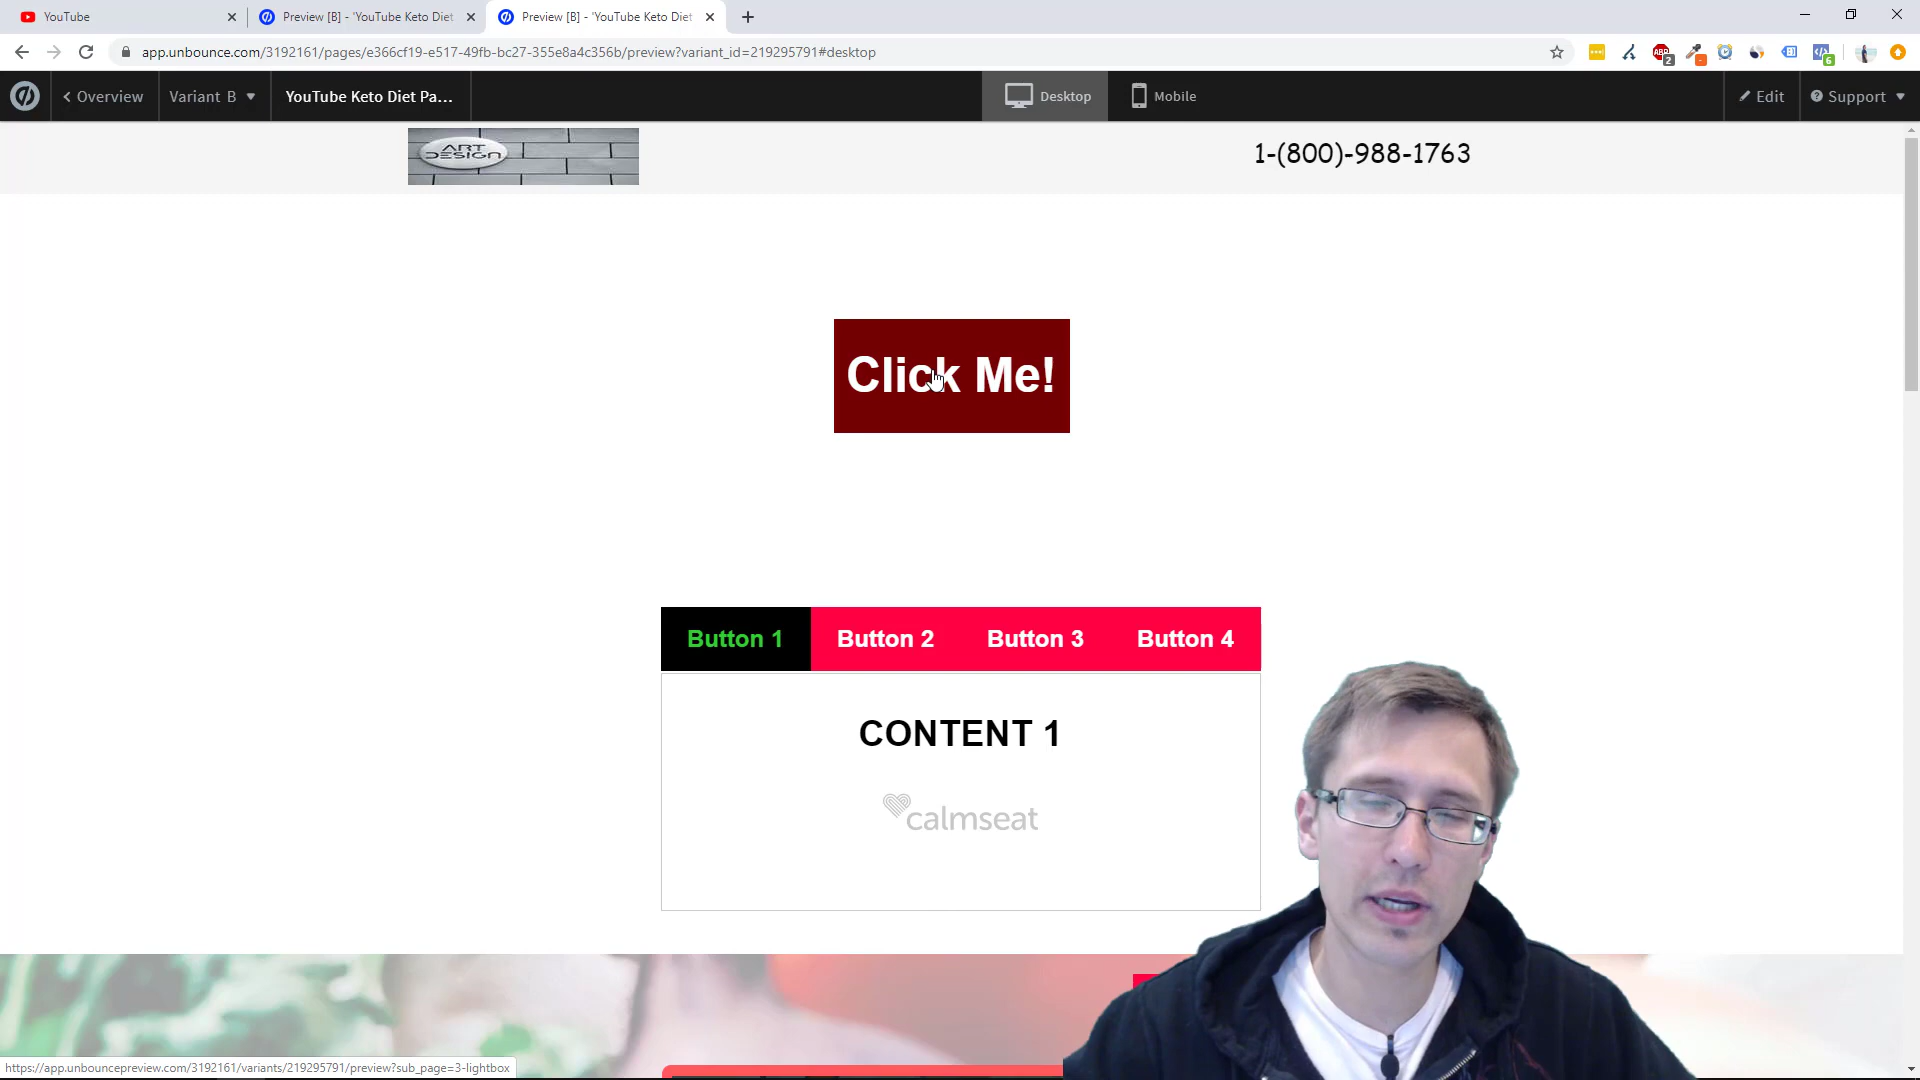 YouTube
Preview [B] - 'YouTube Keto Diet
Preview [B] - 'YouTube Keto Diet
app.unbounce.com/3192161/pages/e366cf19-e517-49fb-bc27-355e8a4c356b/preview?variant_id=219295791#desktop
ABP
2
6
Overview
Variant B
YouTube Keto Diet Pa...
Desktop
Mobile
Edit
Support
ART
DESIGN
1-(800)-988-1763
Click Me!
Button 1
Button 2
Button 3
Button 4
CONTENT 1
calmseat
https://app.unbouncepreview.com/3192161/variants/219295791/preview?sub_page=3-lightbox